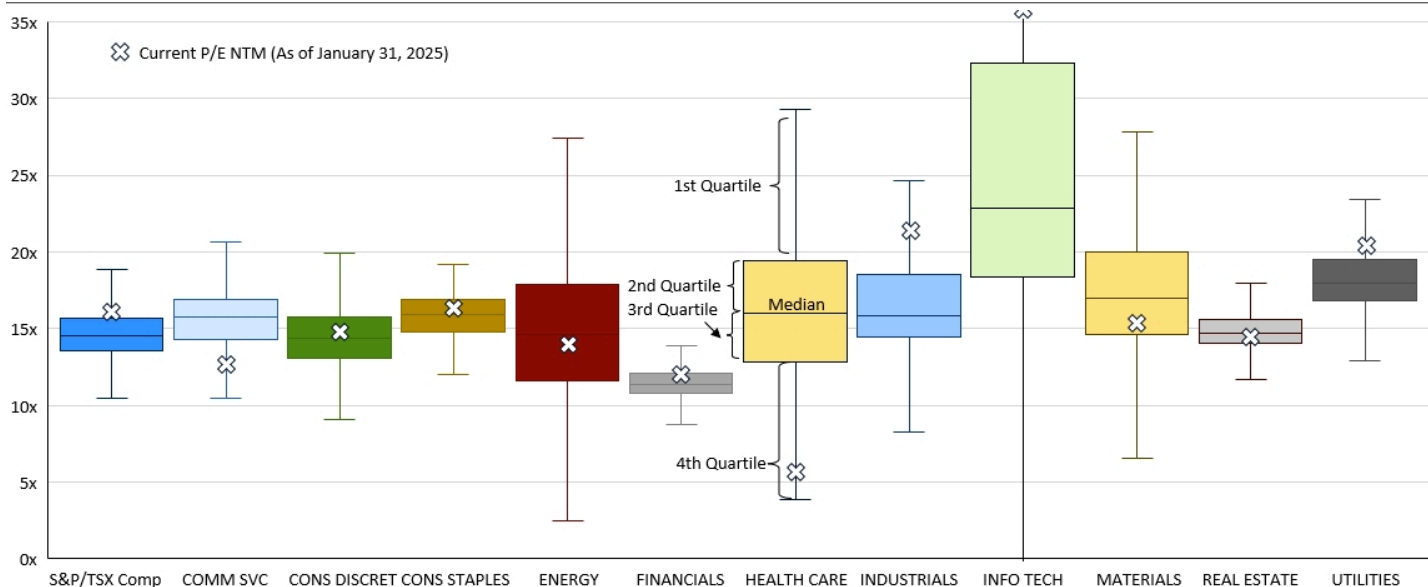 35x
Current P/E NTM (As of January 31, 2025)
30x
25x
1st Quartile
20x
2nd Quartile
3rd Quartile
Median
15x
10x
4th Quartile
5x
0x
S&P/TSX Comp COMM SVC CONS DISCRET CONS STAPLES ENERGY FINANCIALS HEALTH CARE INDUSTRIALS INFO TECH MATERIALS REAL ESTATE UTILITIES